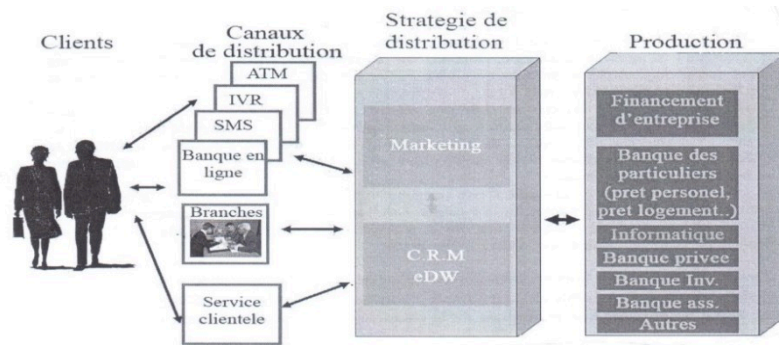 Clients
Canaux
de distribution
Strategie de
distribution
Production
ATM
IVR
SMS
Banque en
ligne
Branches
Service
clientele
Marketing
C.R.M
eDW
Financement
d'entreprise
Banque des
particuliers
(pret personel,
pret logement..)
Informatique
Banque privee
Banque Inv.
Banque ass.
Autres